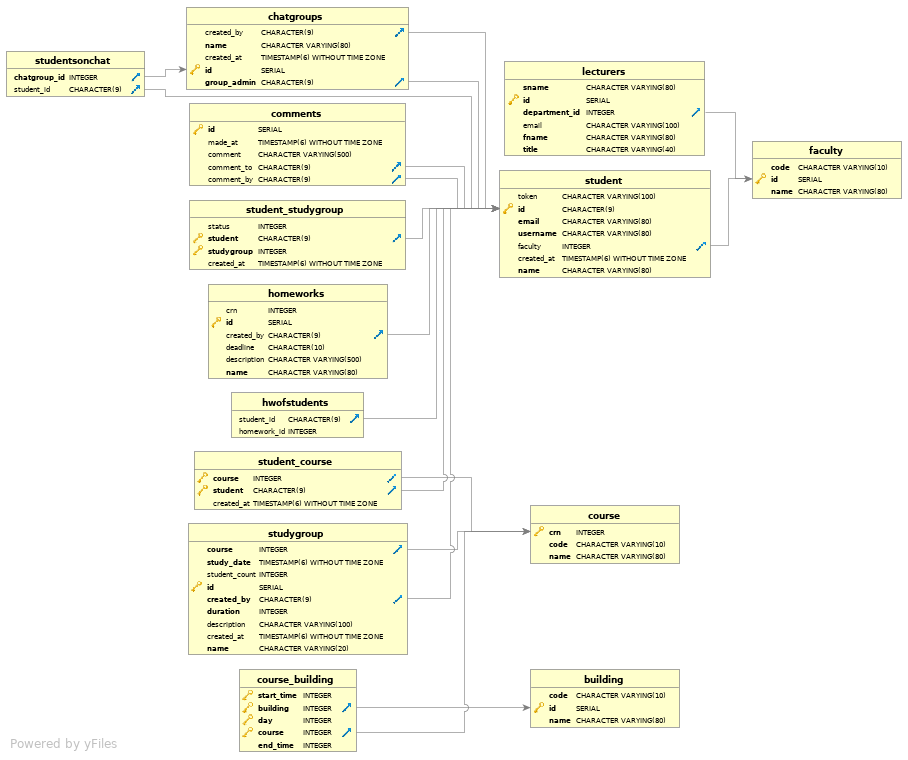 studentsonchat
chatgroup_id INTEGER
student_id CHARACTER(9)
chatgroups
created_by CHARACTER(9)
name CHARACTER VARYING(80)
created_at TIMESTAMP(6) WITHOUT TIME ZONE
id SERIAL
group_admin CHARACTER(9)
comments
id SERIAL
made_at TIMESTAMP(6) WITHOUT TIME ZONE
comment CHARACTER VARYING(500)
comment_to CHARACTER(9)
comment_by CHARACTER(9)
student_studygroup
status INTEGER
student CHARACTER(9)
studygroup INTEGER
created_at TIMESTAMP(6) WITHOUT TIME ZONE
homeworks
crn INTEGER
id SERIAL
created_by CHARACTER(9)
deadline CHARACTER(10)
description CHARACTER VARYING(500)
name CHARACTER VARYING(80)
hwofstudents
student_id CHARACTER(9)
homework_id INTEGER
student_course
course INTEGER
student CHARACTER(9)
created_at TIMESTAMP(6) WITHOUT TIME ZONE
studygroup
course INTEGER
study_date TIMESTAMP(6) WITHOUT TIME ZONE
student_count INTEGER
id SERIAL
created_by CHARACTER(9)
duration INTEGER
description CHARACTER VARYING(100)
created_at TIMESTAMP(6) WITHOUT TIME ZONE
name CHARACTER VARYING(20)
course_building
start_time INTEGER
building INTEGER
day INTEGER
course INTEGER
end_time INTEGER
lecturers
sname CHARACTER VARYING(80)
id SERIAL
department_id INTEGER
email CHARACTER VARYING(100)
fname CHARACTER VARYING(80)
title CHARACTER VARYING(40)
student
token CHARACTER VARYING(100)
id CHARACTER(9)
email CHARACTER VARYING(80)
username CHARACTER VARYING(80)
faculty INTEGER
created_at TIMESTAMP(6) WITHOUT TIME ZONE
name CHARACTER VARYING(80)
faculty
code CHARACTER VARYING(10)
id SERIAL
name CHARACTER VARYING(80)
course
crn INTEGER
code CHARACTER VARYING(10)
name CHARACTER VARYING(80)
building
code CHARACTER VARYING(10)
id SERIAL
name CHARACTER VARYING(80)
Powered by yFiles